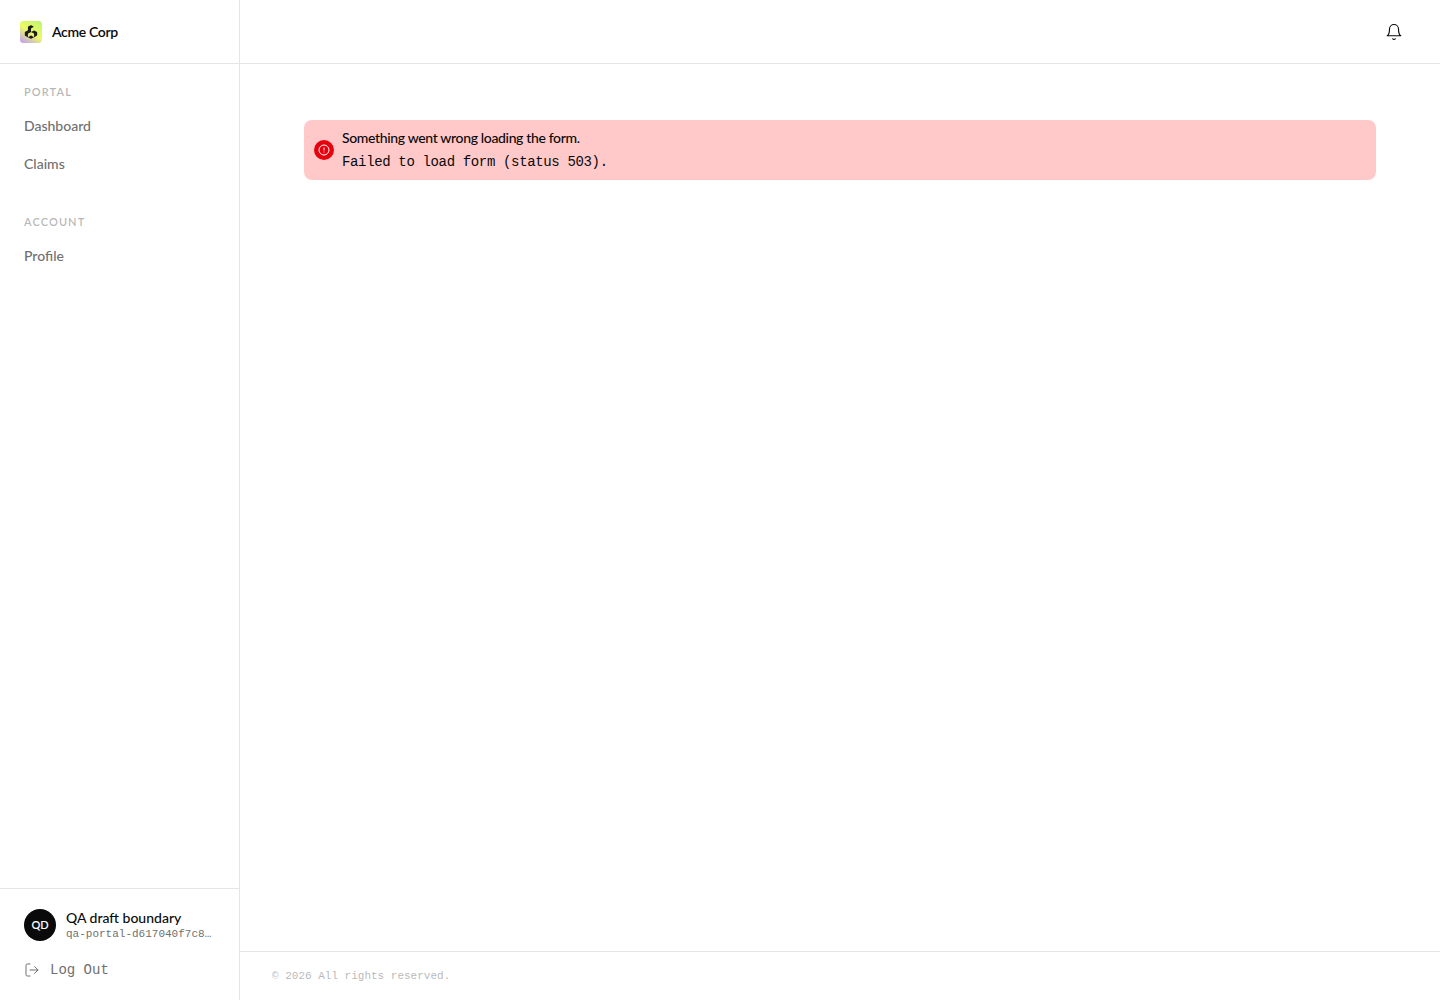 Acme Corp
PORTAL
Dashboard
Claims
ACCOUNT
Profile
Something went wrong loading the form.
Failed to load form (status 503).
QD
QA draft boundary
qa-portal-d617040f7c8…
Log Out
© 2026 All rights reserved.